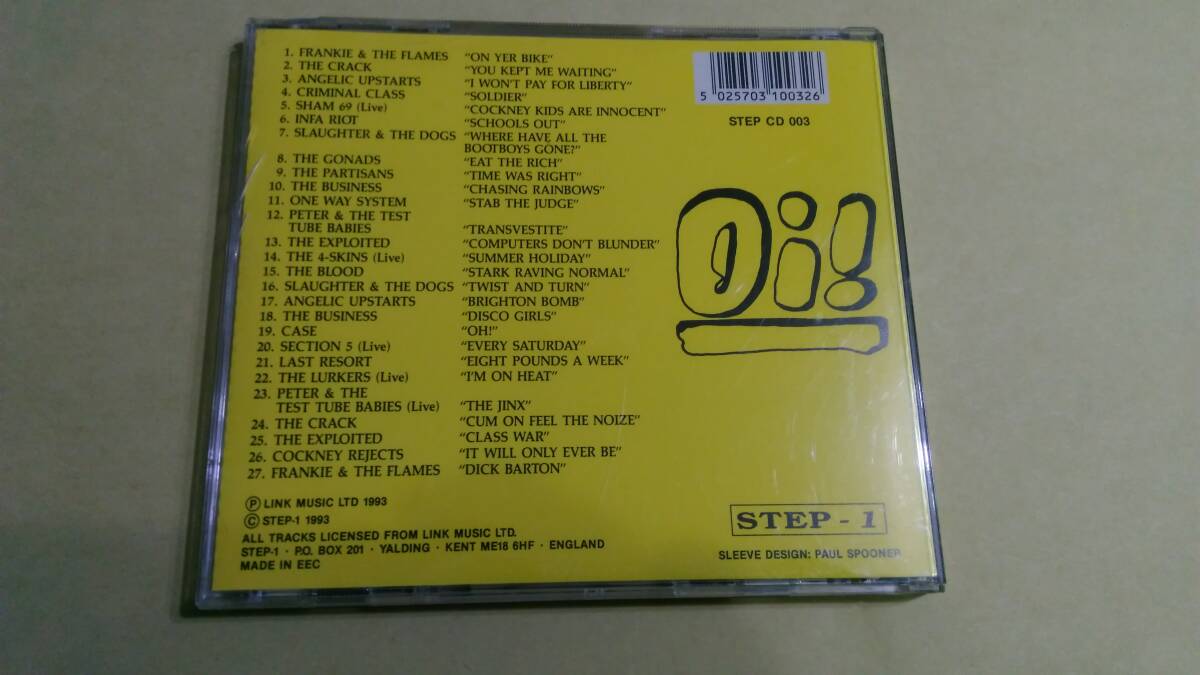 1. FRANKIE & THE FLAMES "ON YER BIKE"
2. THE CRACK "YOU KEPT ME WAITING"
3. ANGELIC UPSTARTS "I WON'T PAY FOR LIBERTY"
4. CRIMINAL CLASS "SOLDIER"
5. SHAM 69 (Live) "COCKNEY KIDS ARE INNOCENT"
6. INFA RIOT "SCHOOLS OUT"
7. SLAUGHTER & THE DOGS "WHERE HAVE ALL THE
BOOTBOYS GONE?"
8. THE GONADS "EAT THE RICH"
9. THE PARTISANS "TIME WAS RIGHT"
10. THE BUSINESS "CHASING RAINBOWS"
11. ONE WAY SYSTEM "STAB THE JUDGE"
12. PETER & THE TEST
TUBE BABIES "TRANSVESTITE"
13. THE EXPLOITED "COMPUTERS DON'T BLUNDER"
14. THE 4-SKINS (Live) "SUMMER HOLIDAY"
15. THE BLOOD "STARK RAVING NORMAL"
16. SLAUGHTER & THE DOGS "TWIST AND TURN"
17. ANGELIC UPSTARTS "BRIGHTON BOMB"
18. THE BUSINESS "DISCO GIRLS"
19. CASE "OH!"
20. SECTION 5 (Live) "EVERY SATURDAY"
21. LAST RESORT "EIGHT POUNDS A WEEK"
22. THE LURKERS (Live) "I'M ON HEAT"
23. PETER & THE
TEST TUBE BABIES (Live) "THE JINX"
24. THE CRACK "CUM ON FEEL THE NOIZE"
25. THE EXPLOITED "CLASS WAR"
26. COCKNEY REJECTS "IT WILL ONLY EVER BE"
27. FRANKIE & THE FLAMES "DICK BARTON"
Ⓟ LINK MUSIC LTD 1993
© STEP-1 1993
ALL TRACKS LICENSED FROM LINK MUSIC LTD.
STEP-1 · P.O. BOX 201 · YALDING · KENT ME18 6HF · ENGLAND
MADE IN EEC
5 025703 100326
STEP CD 003
Oi!
STEP - 1
SLEEVE DESIGN: PAUL SPOONER